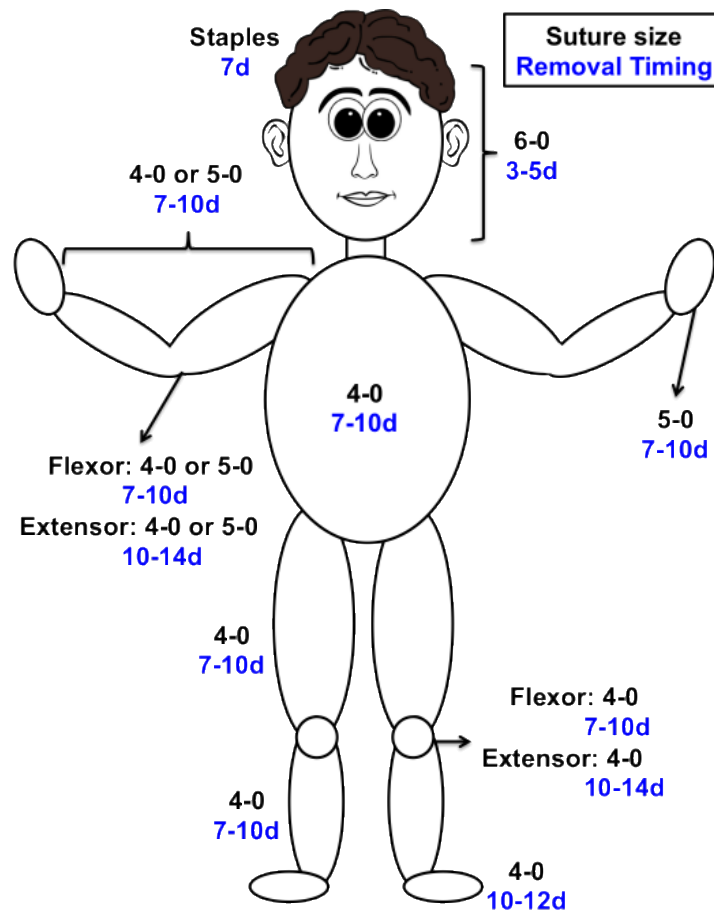 Staples
7d
Suture size
Removal Timing
6-0
3-5d
4-0 or 5-0
7-10d
4-0
7-10d
5-0
7-10d
Flexor: 4-0 or 5-0
7-10d
Extensor: 4-0 or 5-0
10-14d
4-0
7-10d
Flexor: 4-0
7-10d
Extensor: 4-0
10-14d
4-0
7-10d
4-0
10-12d